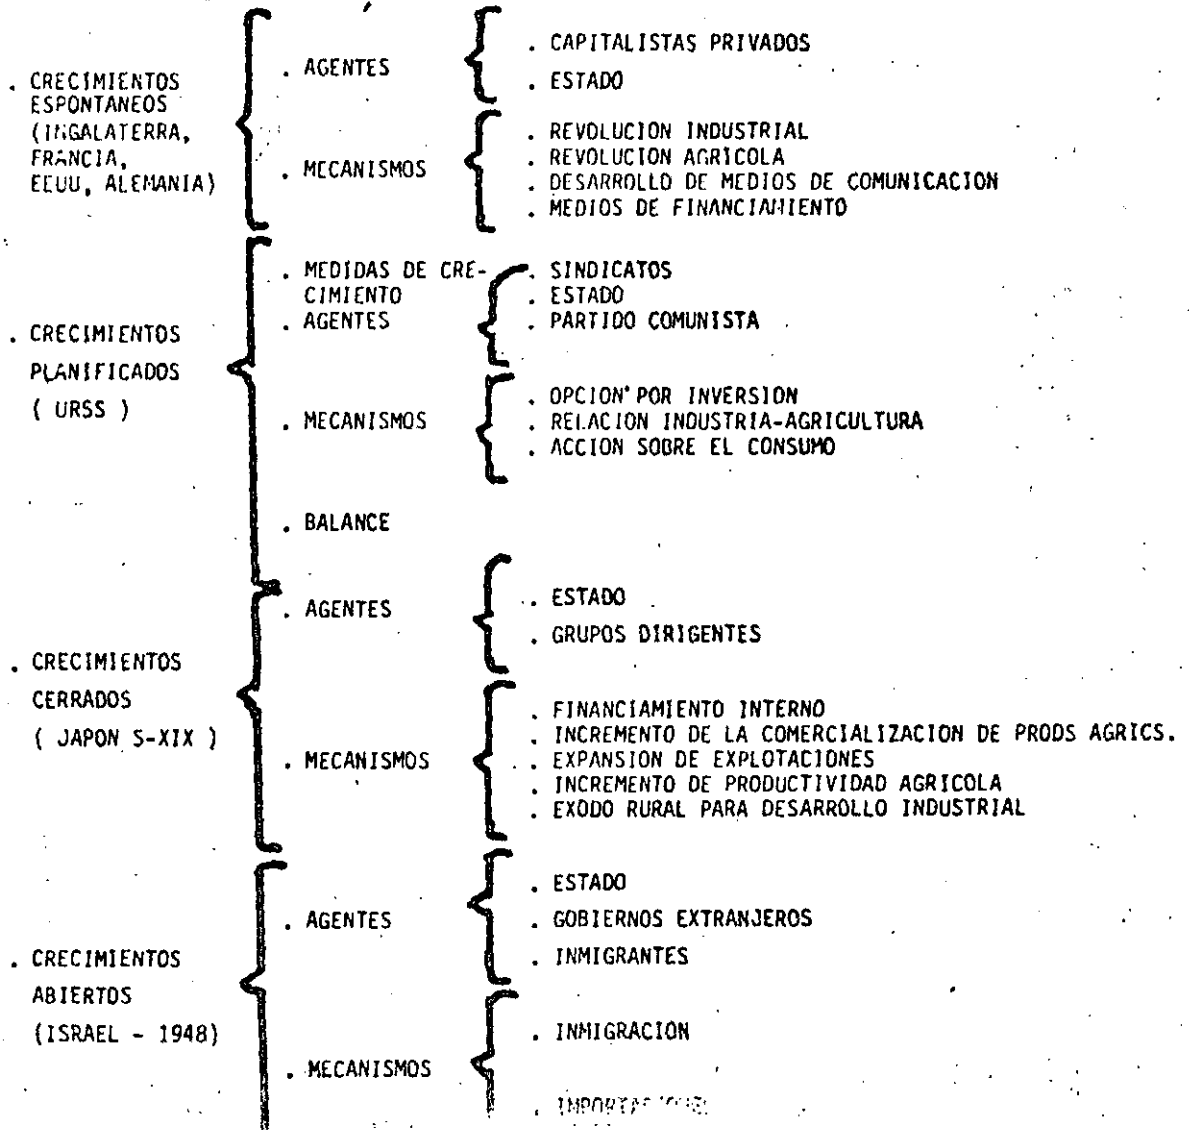 . CRECIMIENTOS
ESPONTANEOS
(INGALATERRA,
FRANCIA,
EEUU, ALEMANIA)
. AGENTES
. CAPITALISTAS PRIVADOS
. ESTADO
. MECANISMOS
. REVOLUCION INDUSTRIAL
. REVOLUCION AGRICOLA
. DESARROLLO DE MEDIOS DE COMUNICACION
. MEDIOS DE FINANCIAMIENTO
. CRECIMIENTOS
PLANIFICADOS
( URSS )
. MEDIDAS DE CRE-
CIMIENTO
. AGENTES
. SINDICATOS
. ESTADO
. PARTIDO COMUNISTA
. MECANISMOS
. OPCION POR INVERSION
. RELACION INDUSTRIA-AGRICULTURA
. ACCION SOBRE EL CONSUMO
. BALANCE
. CRECIMIENTOS
CERRADOS
( JAPON S-XIX )
. AGENTES
. ESTADO
. GRUPOS DIRIGENTES
. MECANISMOS
. FINANCIAMIENTO INTERNO
. INCREMENTO DE LA COMERCIALIZACION DE PRODS AGRICS.
. EXPANSION DE EXPLOTACIONES
. INCREMENTO DE PRODUCTIVIDAD AGRICOLA
. EXODO RURAL PARA DESARROLLO INDUSTRIAL
. CRECIMIENTOS
ABIERTOS
(ISRAEL - 1948)
. AGENTES
. ESTADO
. GOBIERNOS EXTRANJEROS
. INMIGRANTES
. MECANISMOS
. INMIGRACION